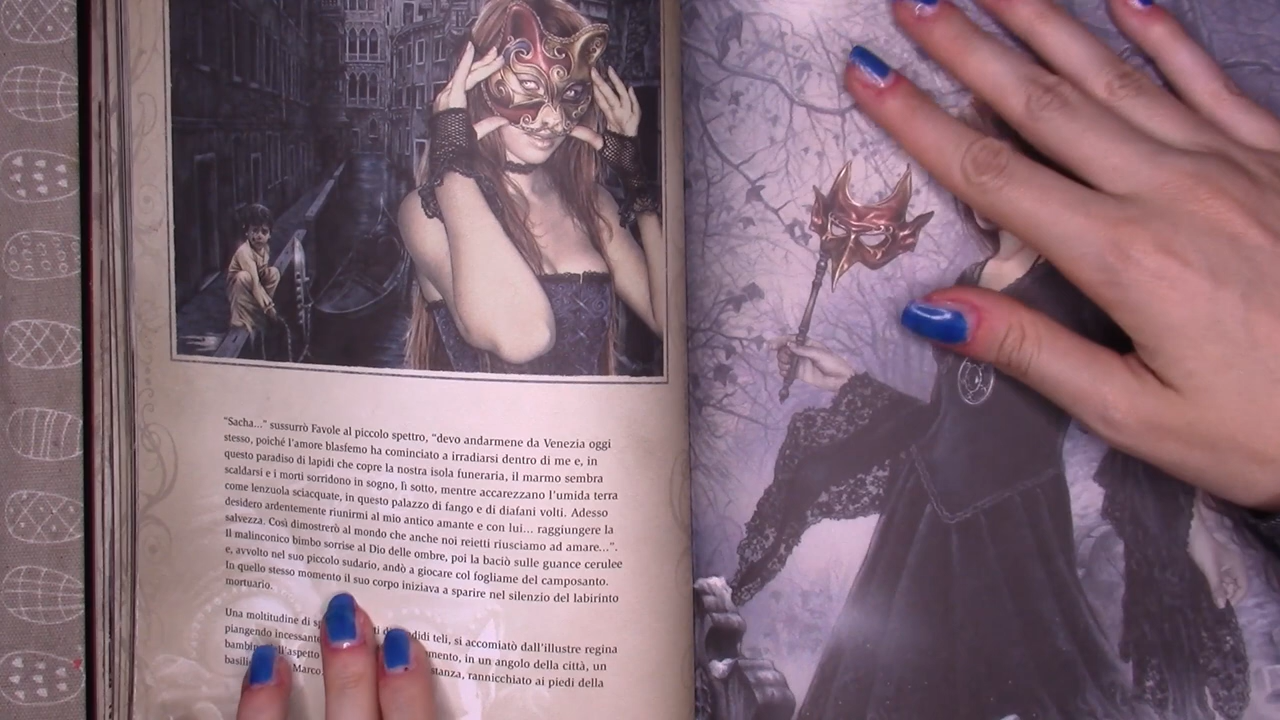 "Sacha..." sussurrò Favole al piccolo spettro, "devo andarmene da Venezia oggi
stesso, poiché l'amore blasfemo ha cominciato a irradiarsi dentro di me e, in
questo paradiso di lapidi che copre la nostra isola funeraria, il marmo sembra
scaldarsi e i morti sorridono in sogno, lì sotto, mentre accarezzano l'umida terra
come lenzuola sciacquate, in questo palazzo di fango e di diafani volti. Adesso
desidero ardentemente riunirmi al mio antico amante e con lui... raggiungere la
salvezza. Così dimostrerò al mondo che anche noi reietti riusciamo ad amare...".
Il malinconico bimbo sorrise al Dio delle ombre, poi la baciò sulle guance cerulee
e, avvolto nel suo piccolo sudario, andò a giocare col fogliame del camposanto.
In quello stesso momento il suo corpo iniziava a sparire nel silenzio del labirinto
mortuario.
Una moltitudine di teli, si accomiatò dall'illustre regina
piangendo in un angolo della città, un
Marco, rannicchiato ai piedi della